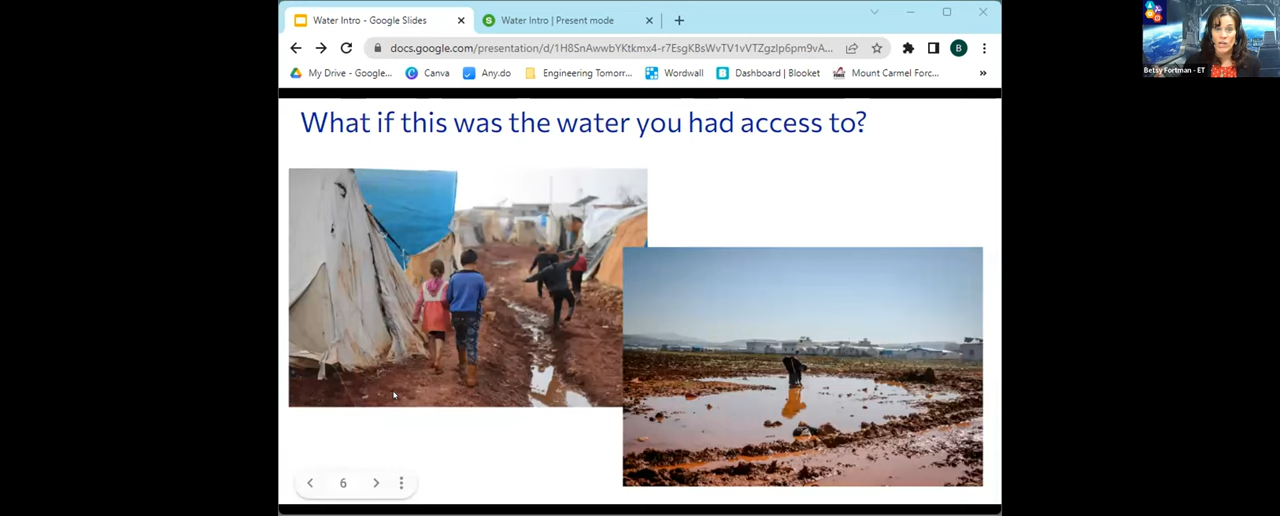 Water Intro - Google Slides
Water Intro | Present mode
docs.google.com/presentation/d/1H8SnAwwbYKtkmx4-r7EsgKBsWvTV1vVTZgzlp6pm9vA...
B
My Drive - Google...
Canva
Any.do
Engineering Tomorr...
Wordwall
Dashboard | Blooket
Mount Carmel Forc...
Betsy Fortman - ET
What if this was the water you had access to?
6